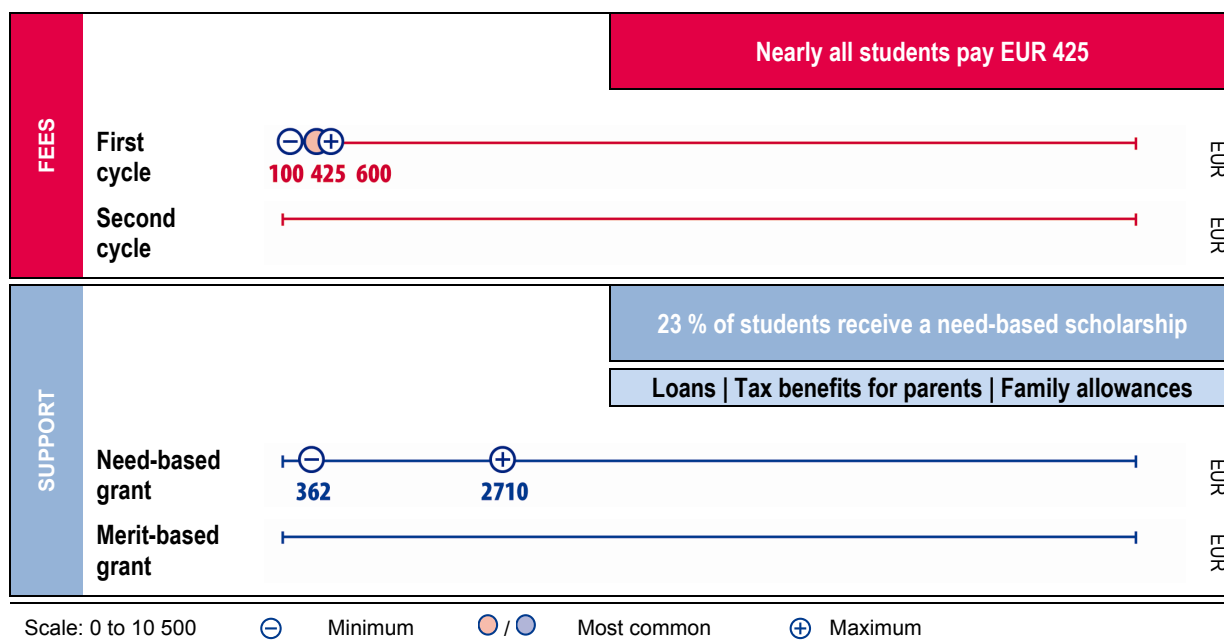 Nearly all students pay EUR 425
FEES
First
cycle
100 425 600
EUR
Second
cycle
EUR
23 % of students receive a need-based scholarship
Loans | Tax benefits for parents | Family allowances
SUPPORT
Need-based
grant
362 2710
EUR
Merit-based
grant
EUR
Scale: 0 to 10 500 Minimum / Most common Maximum